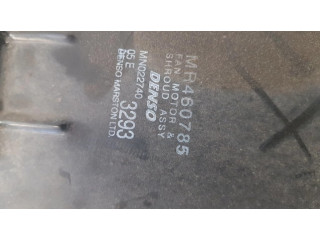 MR460785
FAN MOTOR &
SHROUD ASSY
DENSO
MN022740 3293
05 E
DENSO MARSTON LTD.